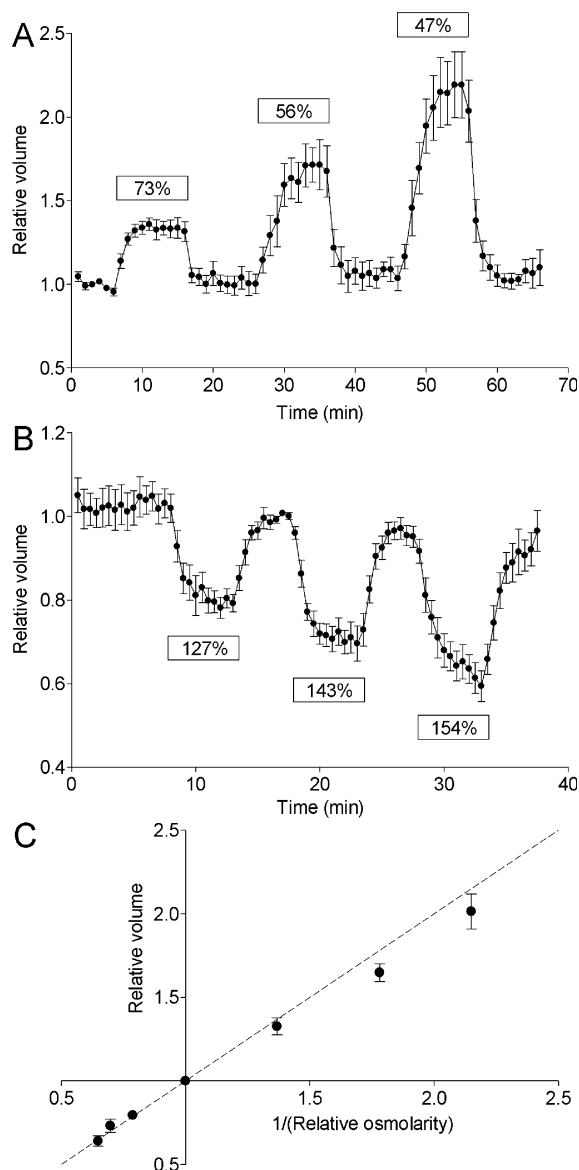 A
2.5
2.0
1.5
1.0
0.5
Relative volume
73%
56%
47%
0 10 20 30 40 50 60 70
Time (min)
B
1.2
1.0
0.8
0.6
0.4
Relative volume
127%
143%
154%
0 10 20 30 40
Time (min)
C
2.5
2.0
1.5
0.5
Relative volume
0.5 1.5 2.0 2.5
1/(Relative osmolarity)